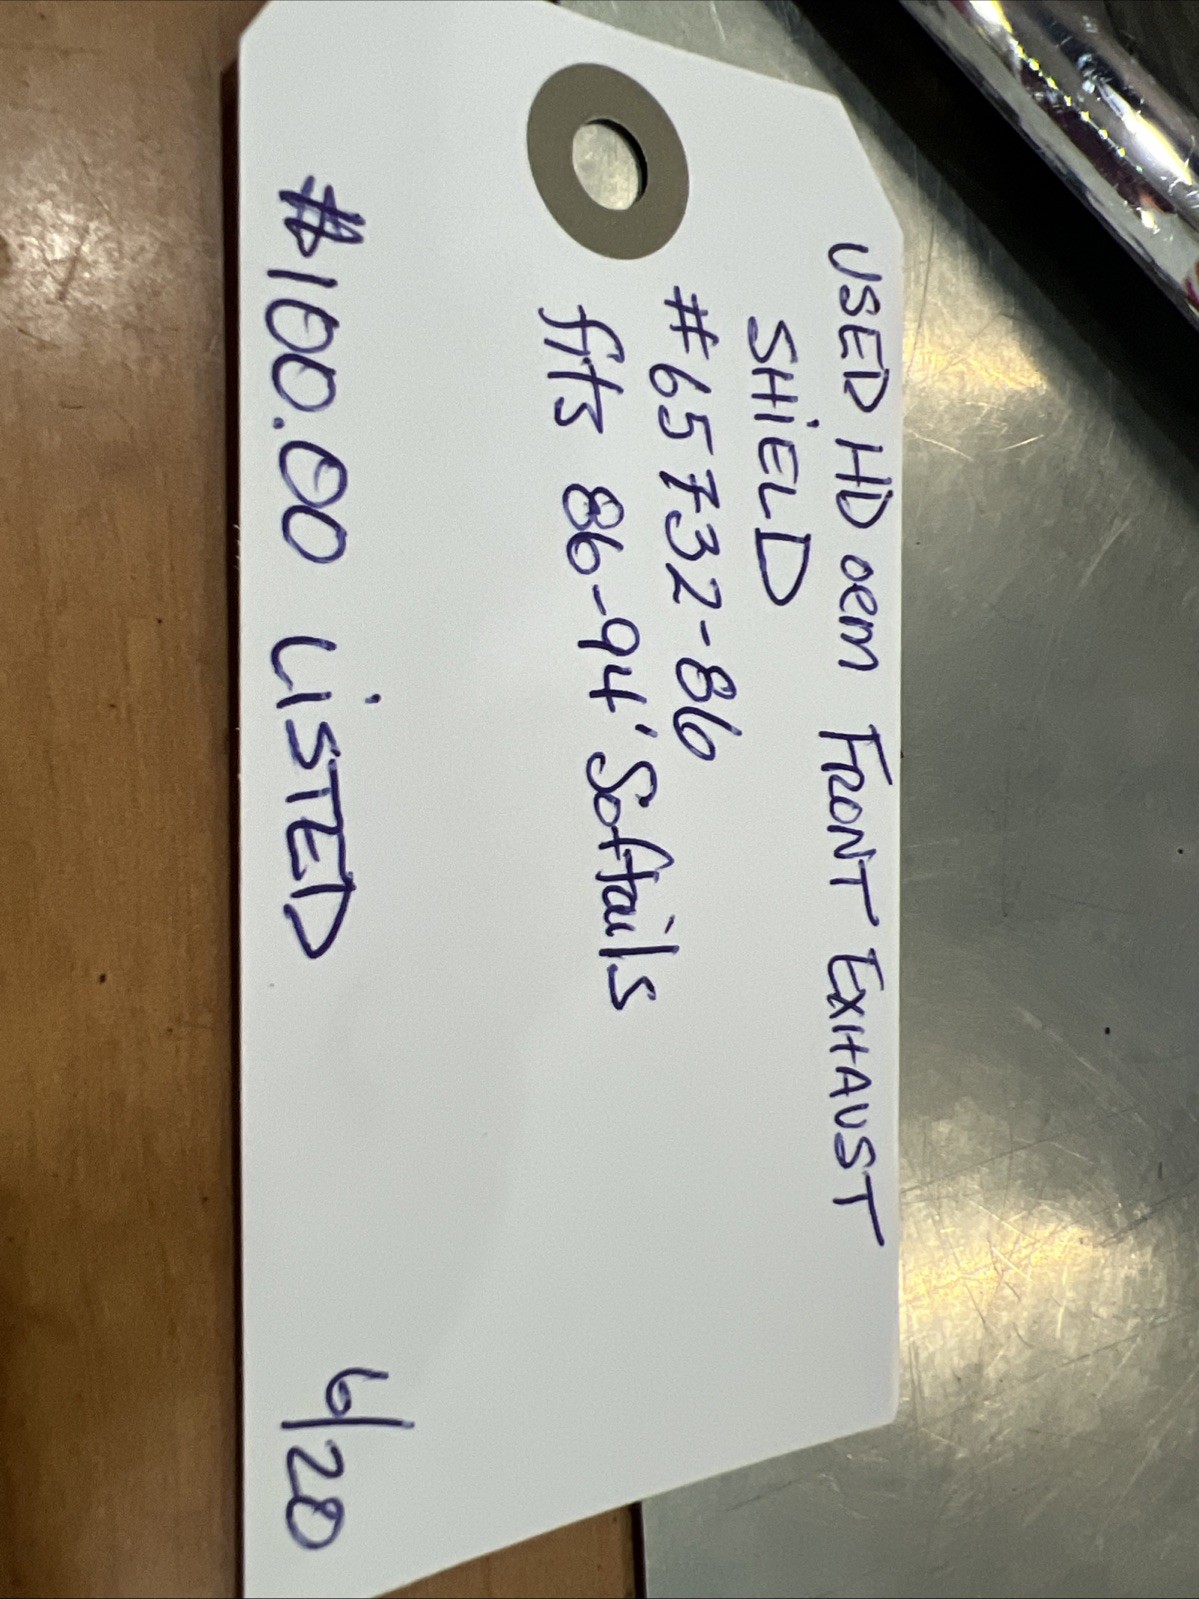 USED HD oem FRONT EXHAUST
SHiELD
#65732-86
fits 86-94' Softails
$100.00 LiSTED
6/20